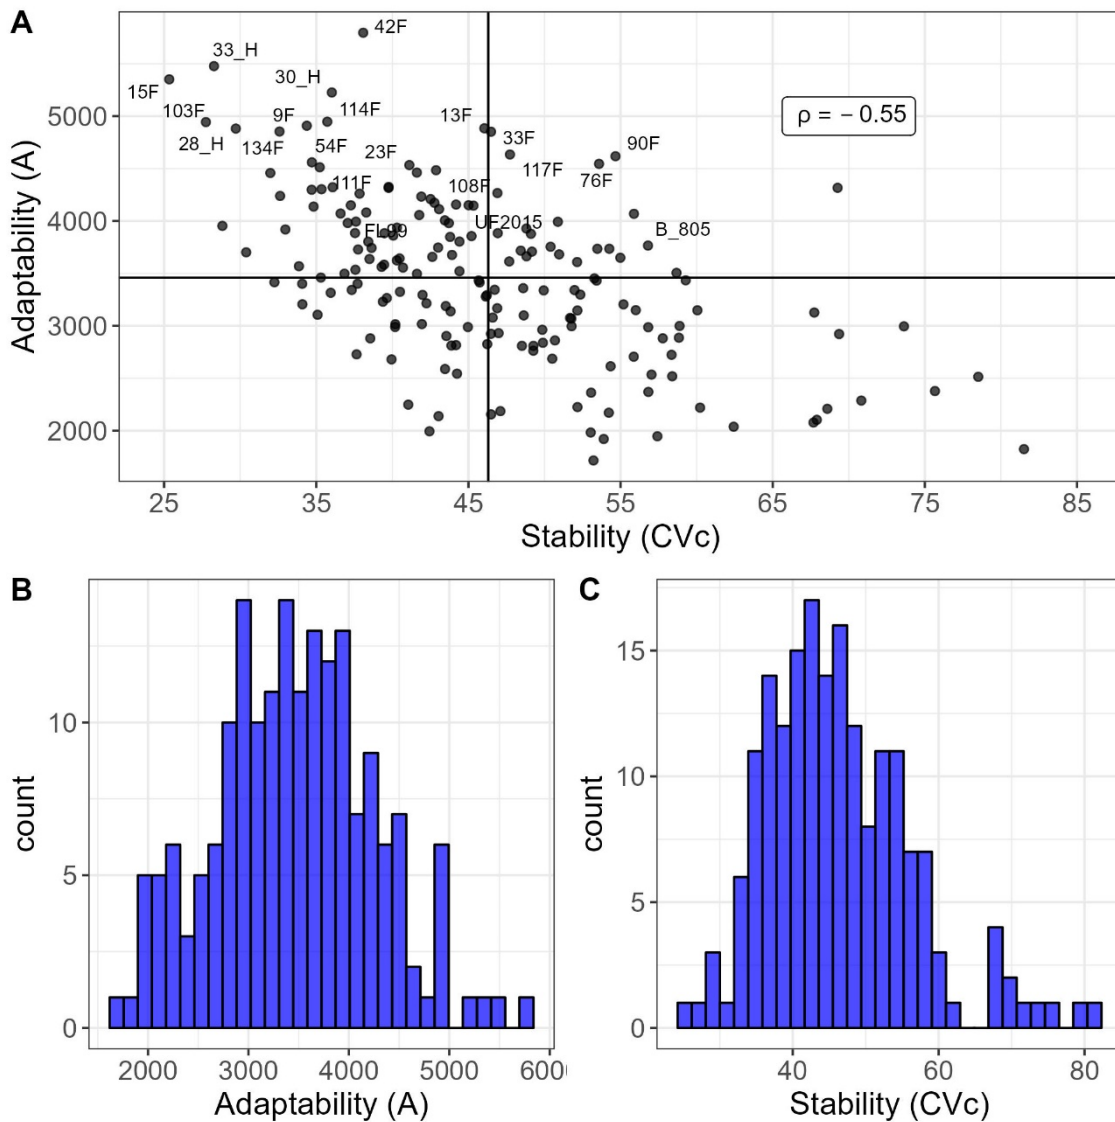 A
42F
33_H
15F
30_H
103F
9F
114F
13F
28_H
134F
54F
23F
33F
117F
90F
76F
111F
108F
FL99
UF2015
B_805
ρ = − 0.55
5000
4000
3000
2000
Adaptability (A)
25 35 45 55 65 75 85
Stability (CVc)
B
10
5
0
count
2000 3000 4000 5000 6000
Adaptability (A)
C
15
10
5
0
count
40 60 80
Stability (CVc)